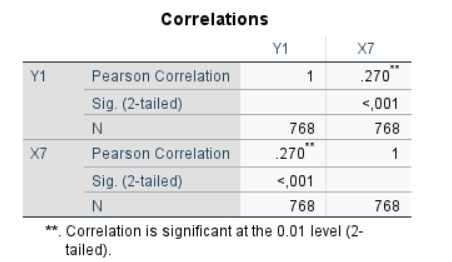 Correlations
Y1 X7
Y1 Pearson Correlation 1 .270**
Sig. (2-tailed) <,001
N 768 768
X7 Pearson Correlation .270** 1
Sig. (2-tailed) <,001
N 768 768
**. Correlation is significant at the 0.01 level (2-
tailed).